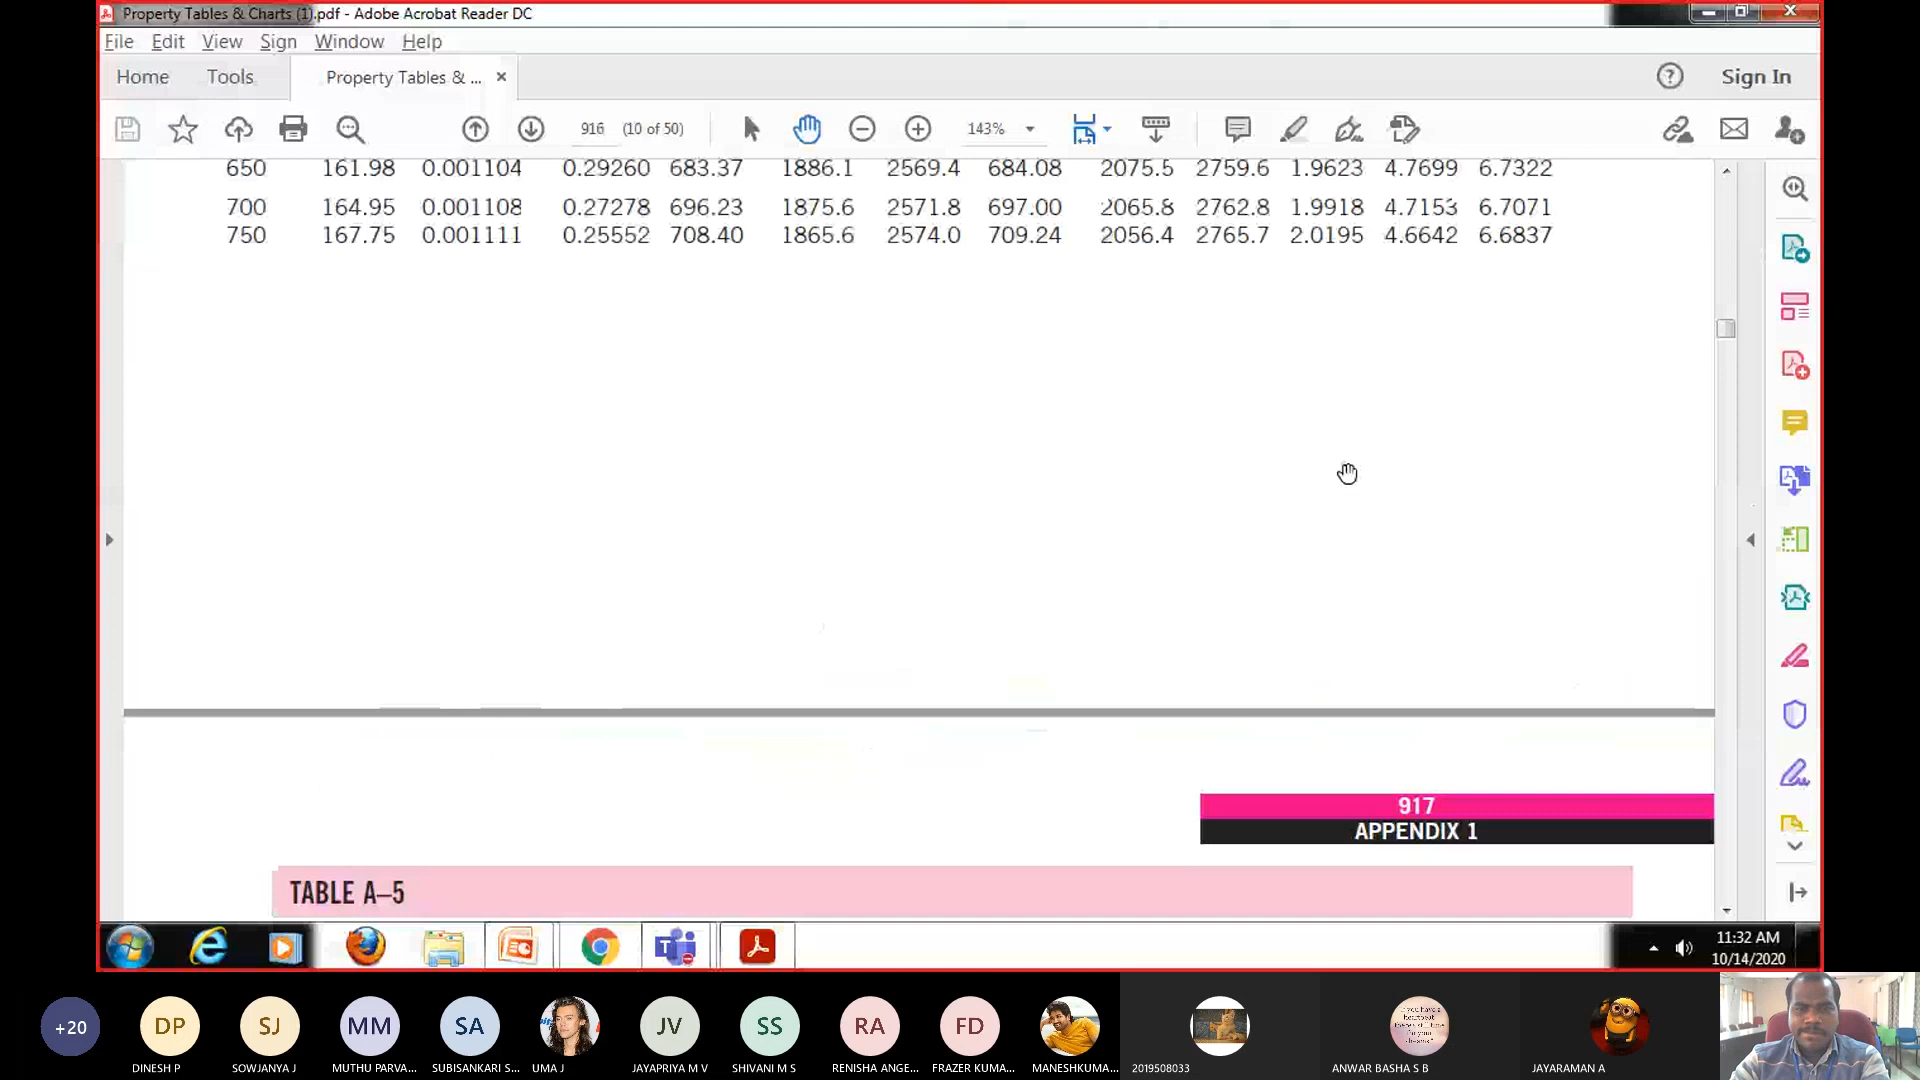 Property Tables & Charts (1).pdf - Adobe Acrobat Reader DC
File Edit View Sign Window Help
Home Tools Property Tables & ... × Sign In
916 (10 of 50) 143%
650 161.98 0.001104 0.29260 683.37 1886.1 2569.4 684.08 2075.5 2759.6 1.9623 4.7699 6.7322
700 164.95 0.001108 0.27278 696.23 1875.6 2571.8 697.00 2065.8 2762.8 1.9918 4.7153 6.7071
750 167.75 0.001111 0.25552 708.40 1865.6 2574.0 709.24 2056.4 2765.7 2.0195 4.6642 6.6837
917
APPENDIX 1
TABLE A–5
11:32 AM
10/14/2020
+20 DP SJ MM SA JV SS RA FD
DINESH P SOWJANYA J MUTHU PARVA... SUBISANKARI S... UMA J JAYAPRIYA M V SHIVANI M S RENISHA ANGE... FRAZER KUMA... MANESHKUMA... 2019508033 ANWAR BASHA S B JAYARAMAN A